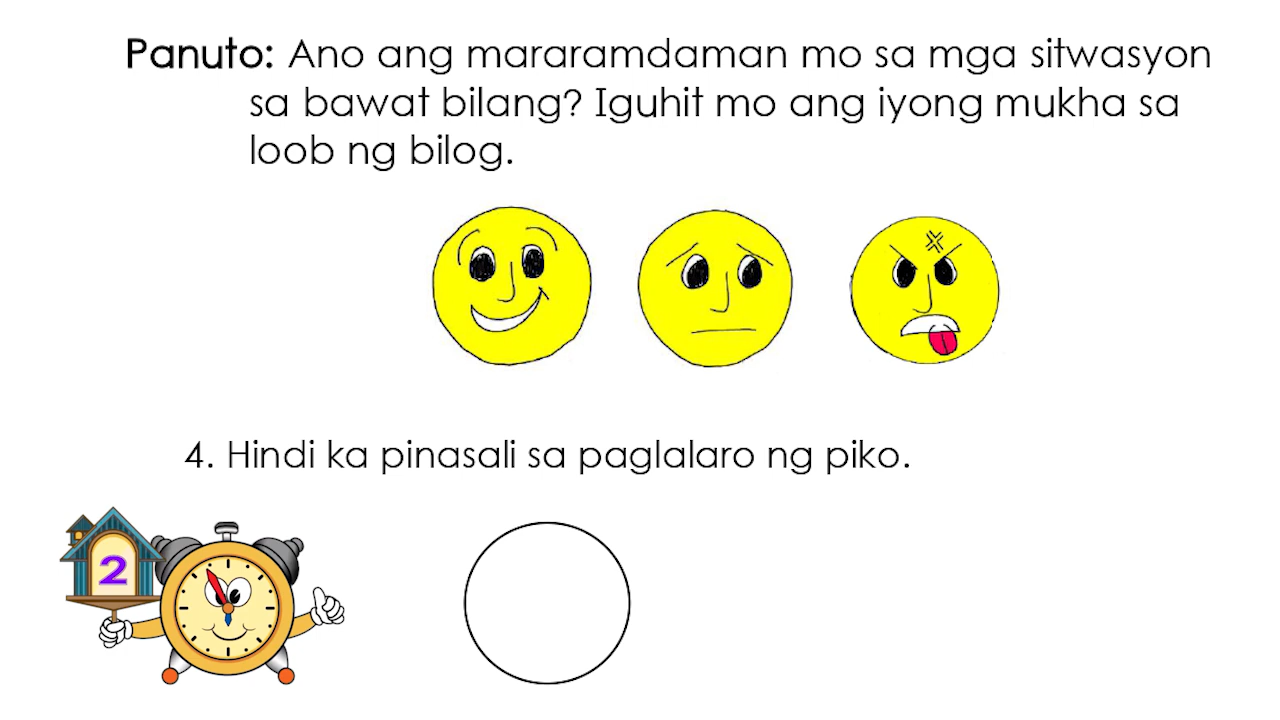 Panuto: Ano ang mararamdaman mo sa mga sitwasyon
sa bawat bilang? Iguhit mo ang iyong mukha sa
loob ng bilog.
4. Hindi ka pinasali sa paglalaro ng piko.
2